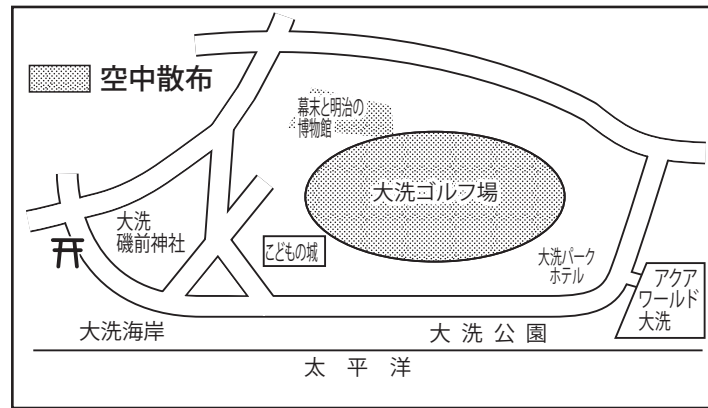 空中散布
幕末と明治の
博物館
大洗ゴルフ場
大洗
磯前神社
こどもの城
大洗パーク
ホテル
アクア
ワールド
大洗
大洗海岸
大洗公園
太平洋